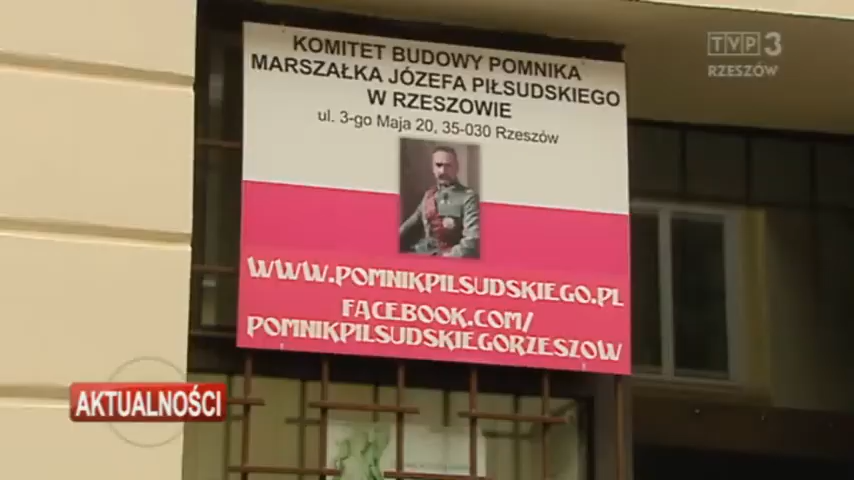 KOMITET BUDOWY POMNIKA
MARSZAŁKA JÓZEFA PIŁSUDSKIEGO
W RZESZOWIE
ul. 3-go Maja 20, 35-030 Rzeszów
WWW.POMNIKPILSUDSKIEGO.PL
FACEBOOK.COM/
POMNIKPILSUDSKIEGORZESZOW
TVP3
RZESZÓW
AKTUALNOŚCI